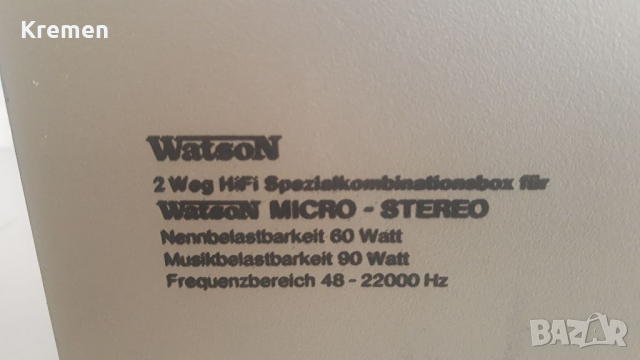 Kremen
WatsoN
2 Weg HiFi Spezialkombinationsbox für
WatsoN MICRO - STEREO
Nennbelastbarkeit 60 Watt
Musikbelastbarkeit 90 Watt
Frequenzbereich 48 - 22000 Hz
BAZAR